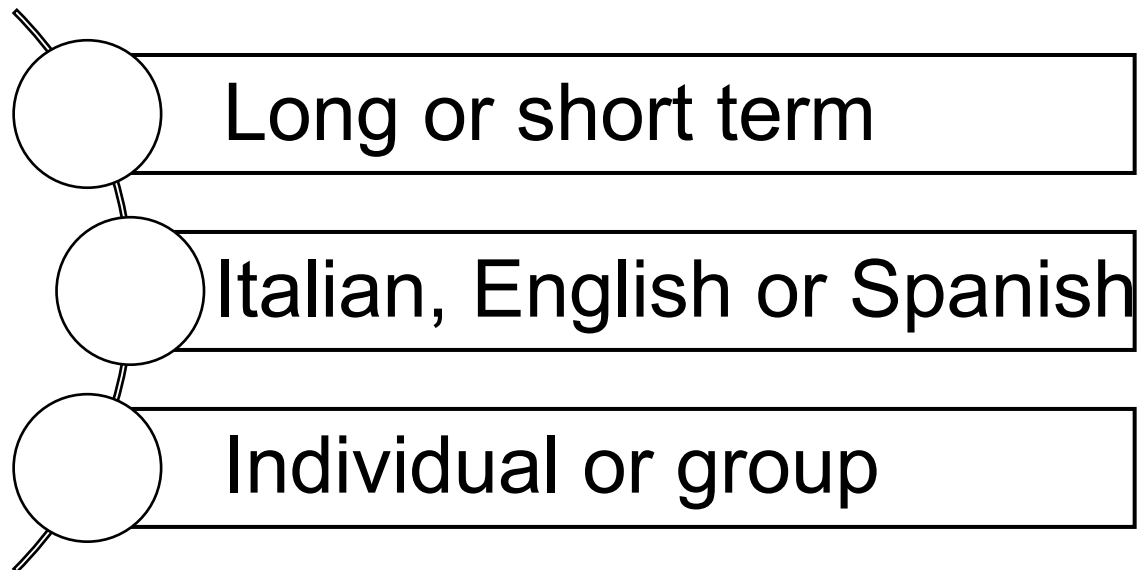 Long or short term
Italian, English or Spanish
Individual or group